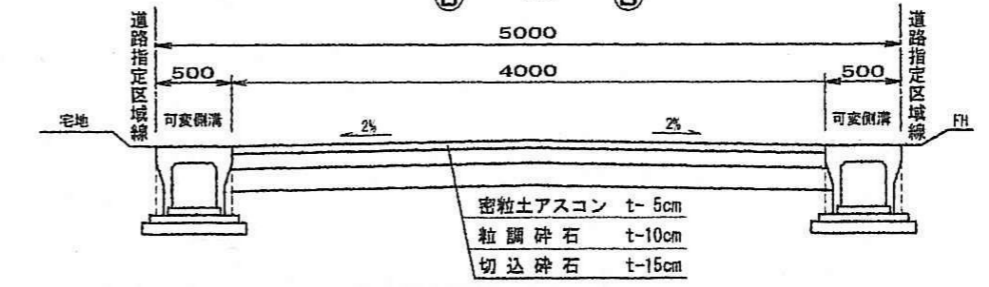 5000
500
4000
500
道路指定区域線
道路指定区域線
可変側溝
可変側溝
宅地
2%
2%
FH
密粒土アスコン t- 5cm
粒調砕石 t-10cm
切込砕石 t-15cm